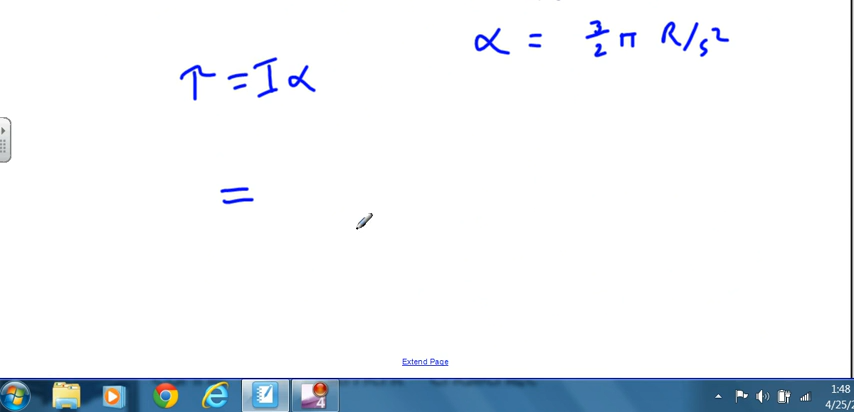 α = 3/2 π R/s²
τ = I α
=
Extend Page
1:48
4/25/2